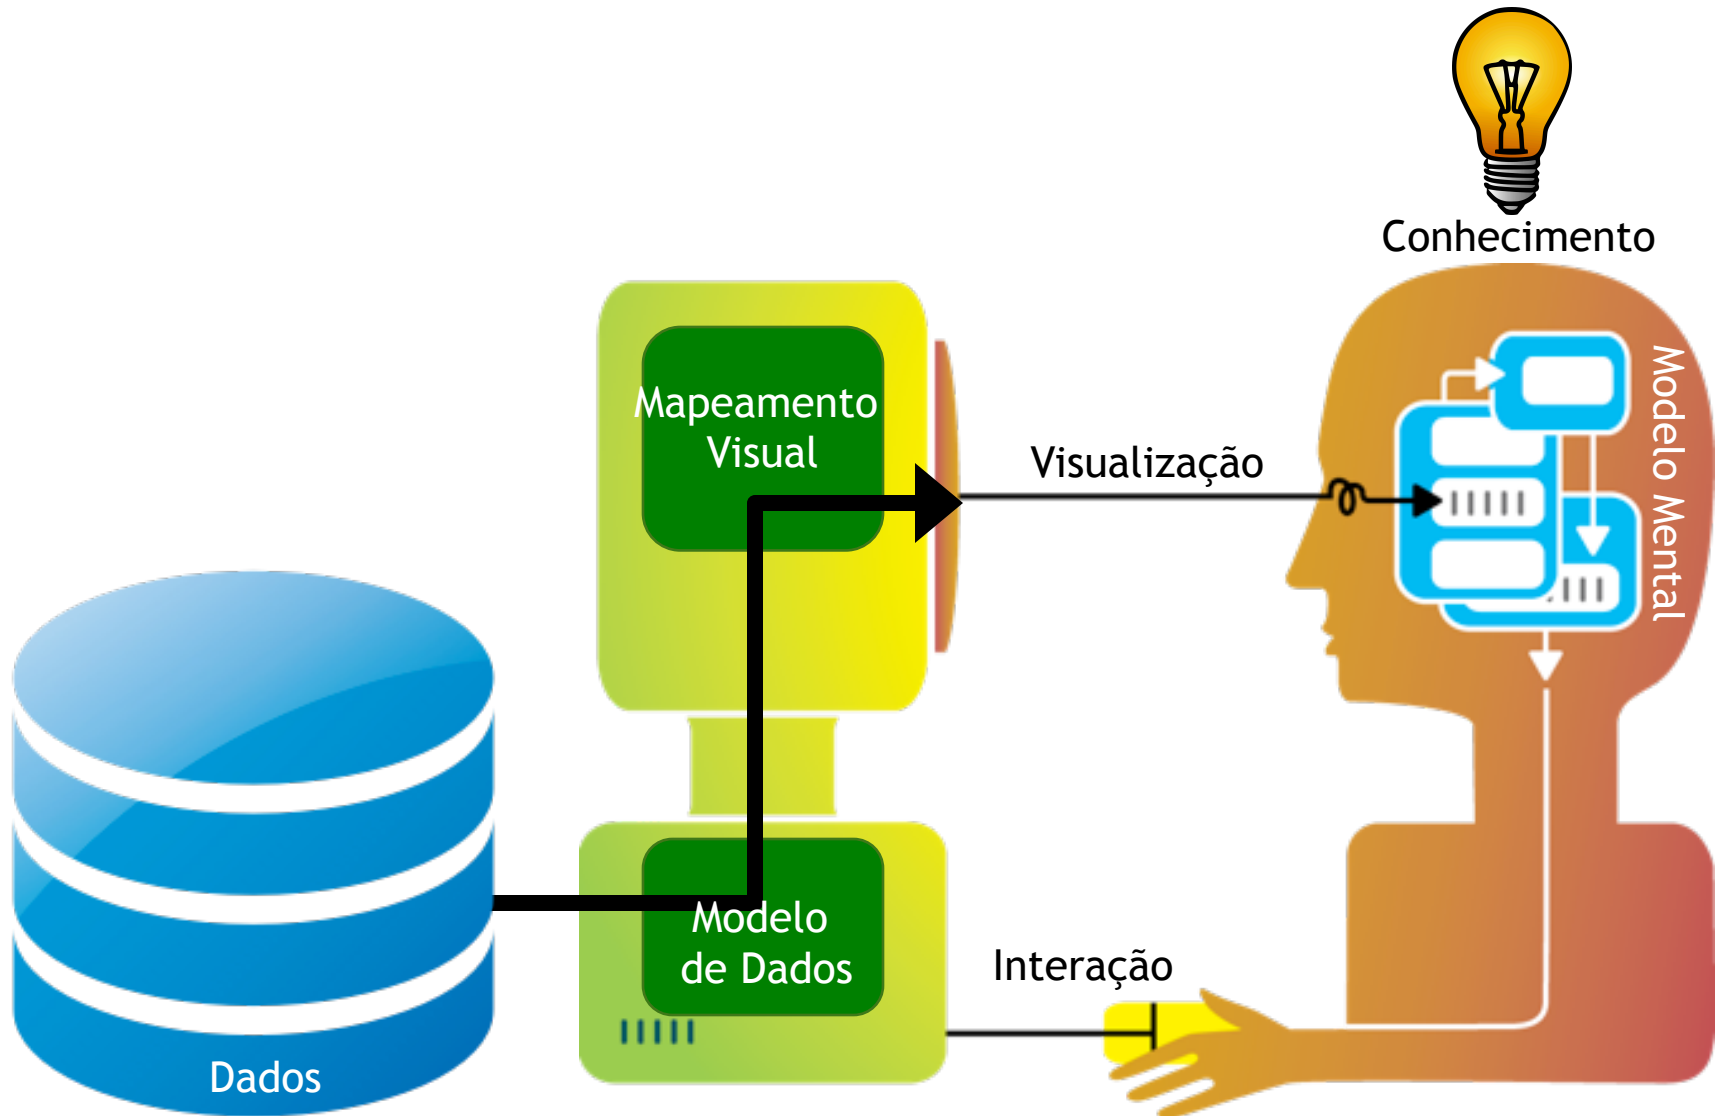 Conhecimento
Mapeamento
Visual
Visualização
Modelo Mental
Modelo
de Dados
Interação
Dados